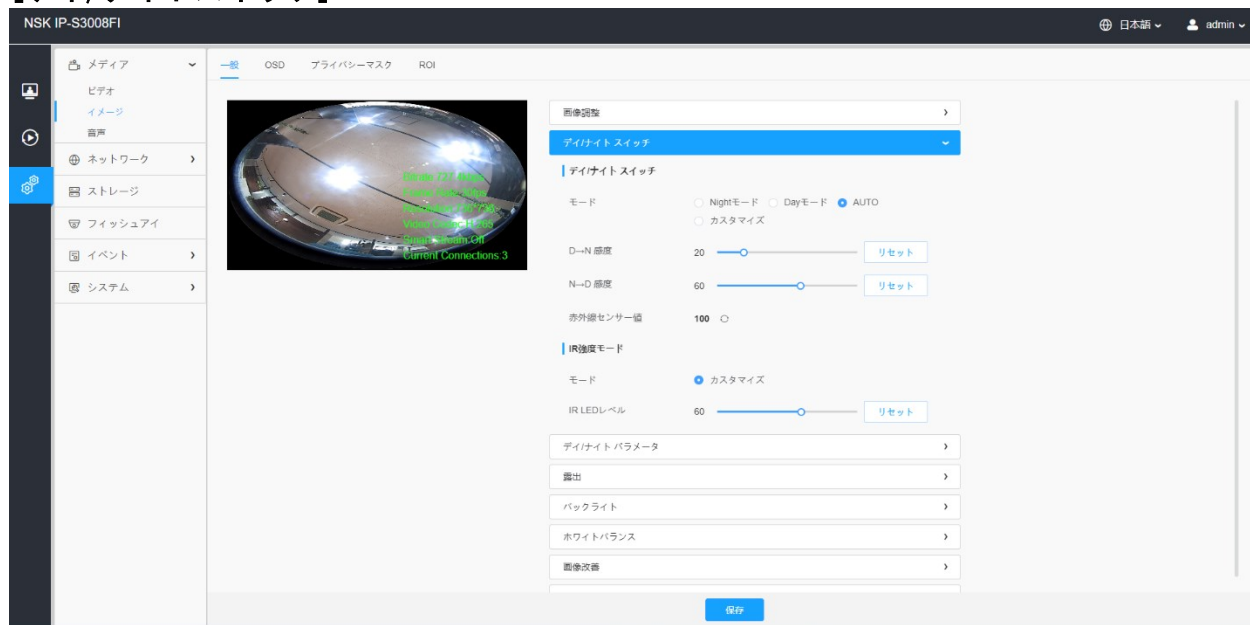 NSK IP-S3008FI
日本語
admin
メディア
ビデオ
イメージ
音声
ネットワーク
ストレージ
フィッシュアイ
イベント
システム
一般 OSD プライバシーマスク ROI
Current Connections:3
画像調整
デイ/ナイト スイッチ
デイ/ナイト スイッチ
モード Nightモード Dayモード AUTO
カスタマイズ
D→N 感度 20 リセット
N→D 感度 60 リセット
赤外線センサー値 100
IR強度モード
モード カスタマイズ
IR LEDレベル 60 リセット
デイ/ナイト パラメータ
露出
バックライト
ホワイトバランス
画像改善
保存